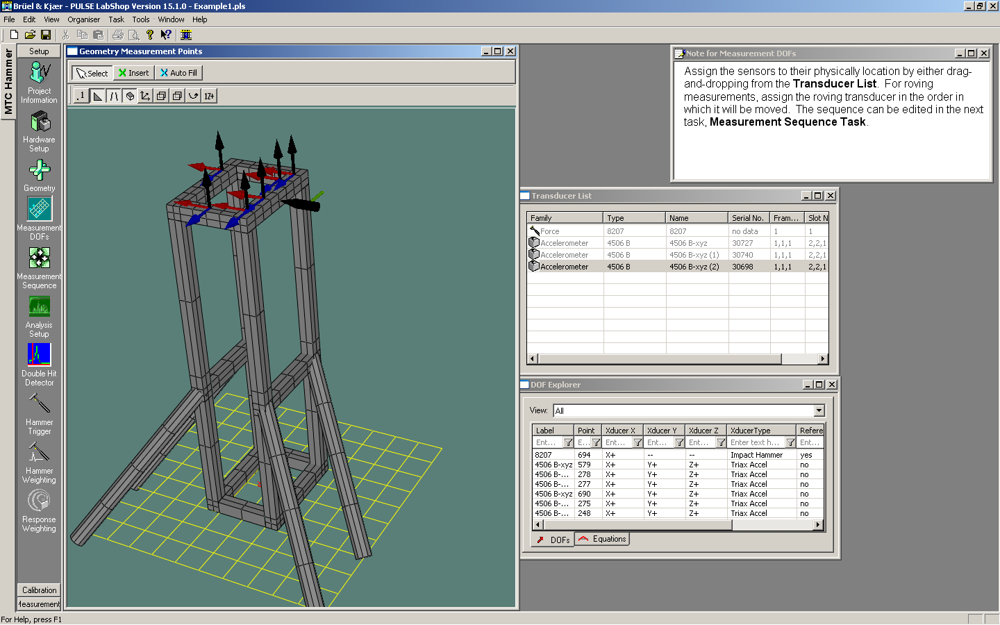 Brüel & Kjær - PULSE LabShop Version 15.1.0 - Example1.pls
File Edit View Organiser Task Tools Window Help
MTC Hammer
Setup
Project
Information
Hardware
Setup
Geometry
Measurement
DOFs
Measurement
Sequence
Analysis
Setup
Double Hit
Detector
Hammer
Trigger
Hammer
Weighting
Response
Weighting
Calibration
Measurement
Geometry Measurement Points
Select Insert Auto Fill
.1 12+
Note for Measurement DOFs
Assign the sensors to their physically location by either drag-
and-dropping from the Transducer List. For roving
measurements, assign the roving transducer in the order in
which it will be moved. The sequence can be edited in the next
task, Measurement Sequence Task.
Transducer List
Family Type Name Serial No. Fram... Slot N
Force 8207 8207 no data 1 1
Accelerometer 4506 B 4506 B-xyz 30727 1,1,1 2,2,1
Accelerometer 4506 B 4506 B-xyz (1) 30740 1,1,1 2,2,1
Accelerometer 4506 B 4506 B-xyz (2) 30698 1,1,1 2,2,1
DOF Explorer
View: All
Label Point Xducer X Xducer Y Xducer Z XducerType Refere
Ent... E... Ent... Ent... Ent... Enter text h... Ent...
8207 694 X+ -- -- Impact Hammer yes
4506 B-xyz 579 X+ Y+ Z+ Triax Accel no
4506 B-... 278 X+ Y+ Z+ Triax Accel no
4506 B-... 277 X+ Y+ Z+ Triax Accel no
4506 B-xyz 690 X+ Y+ Z+ Triax Accel no
4506 B-... 275 X+ Y+ Z+ Triax Accel no
4506 B-... 248 X+ Y+ Z+ Triax Accel no
DOFs Equations
For Help, press F1